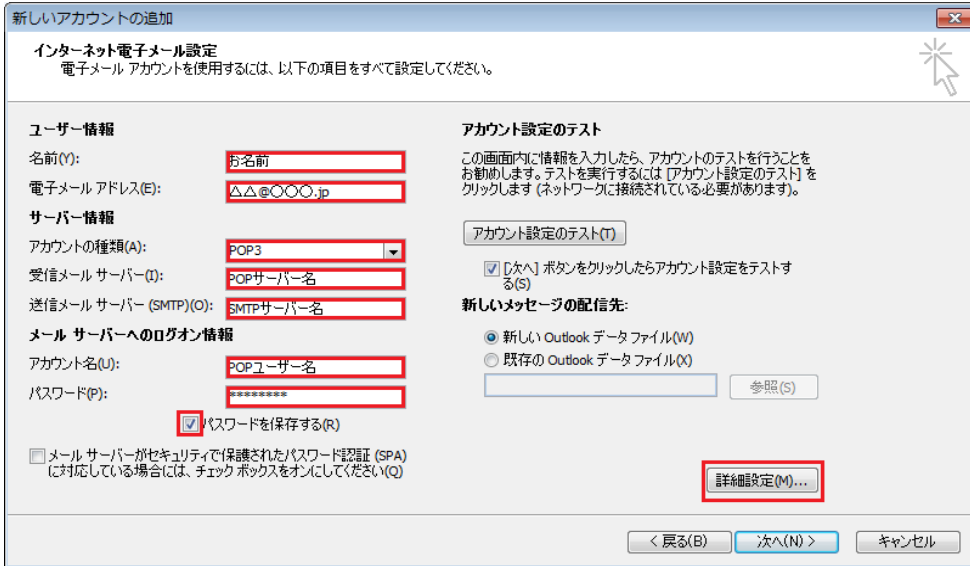 新しいアカウントの追加
インターネット電子メール設定
電子メール アカウントを使用するには、以下の項目をすべて設定してください。
ユーザー情報
名前(Y):
お名前
電子メール アドレス(E):
△△@〇〇〇.jp
サーバー情報
アカウントの種類(A):
POP3
受信メール サーバー(I):
POPサーバー名
送信メール サーバー (SMTP)(O):
SMTPサーバー名
メール サーバーへのログオン情報
アカウント名(U):
POPユーザー名
パスワード(P):
********
パスワードを保存する(R)
メール サーバーがセキュリティで保護されたパスワード認証 (SPA)
に対応している場合には、チェック ボックスをオンにしてください(Q)
アカウント設定のテスト
この画面内に情報を入力したら、アカウントのテストを行うことを
お勧めします。テストを実行するには [アカウント設定のテスト] を
クリックします (ネットワークに接続されている必要があります)。
アカウント設定のテスト(T)
[次へ] ボタンをクリックしたらアカウント設定をテストす
る(S)
新しいメッセージの配信先:
新しい Outlook データ ファイル(W)
既存の Outlook データ ファイル(X)
参照(S)
詳細設定(M)...
< 戻る(B)
次へ(N) >
キャンセル